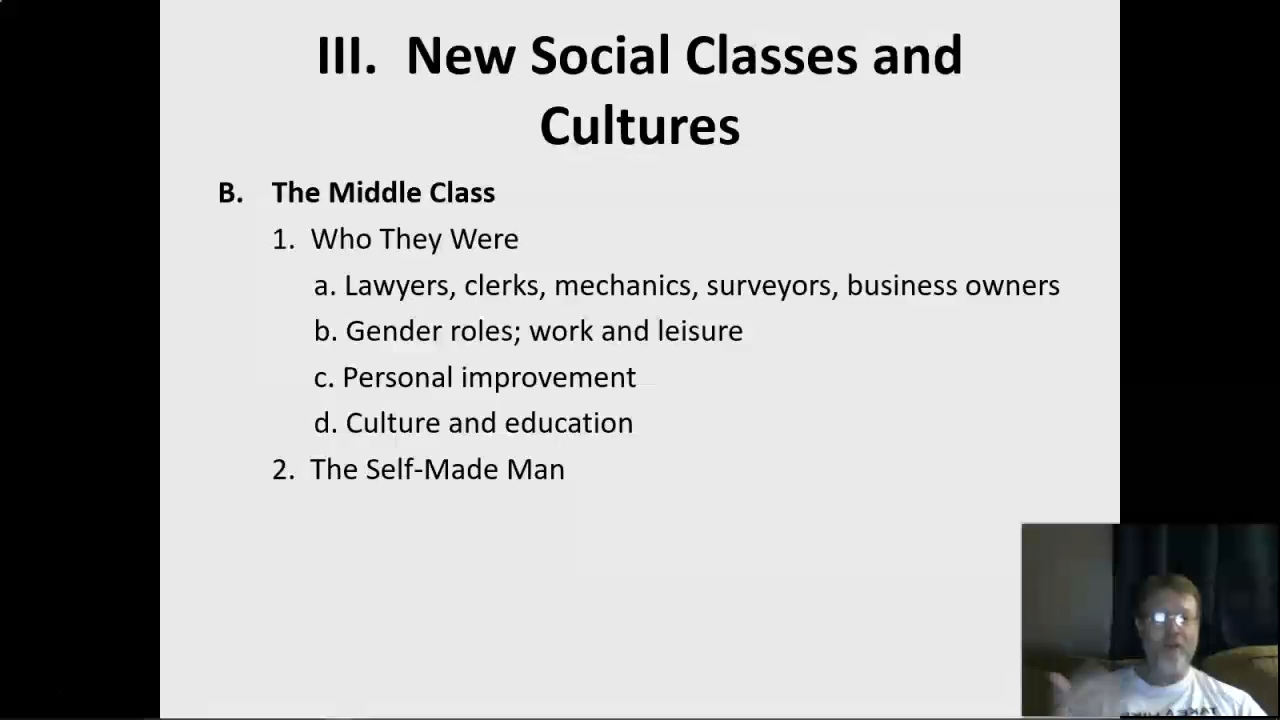 III. New Social Classes and
Cultures
B. The Middle Class
1. Who They Were
a. Lawyers, clerks, mechanics, surveyors, business owners
b. Gender roles; work and leisure
c. Personal improvement
d. Culture and education
2. The Self-Made Man